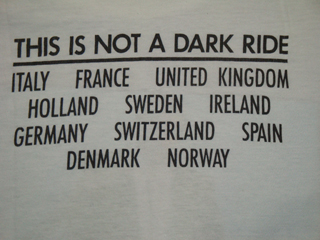 THIS IS NOT A DARK RIDE
ITALY FRANCE UNITED KINGDOM
HOLLAND SWEDEN IRELAND
GERMANY SWITZERLAND SPAIN
DENMARK NORWAY